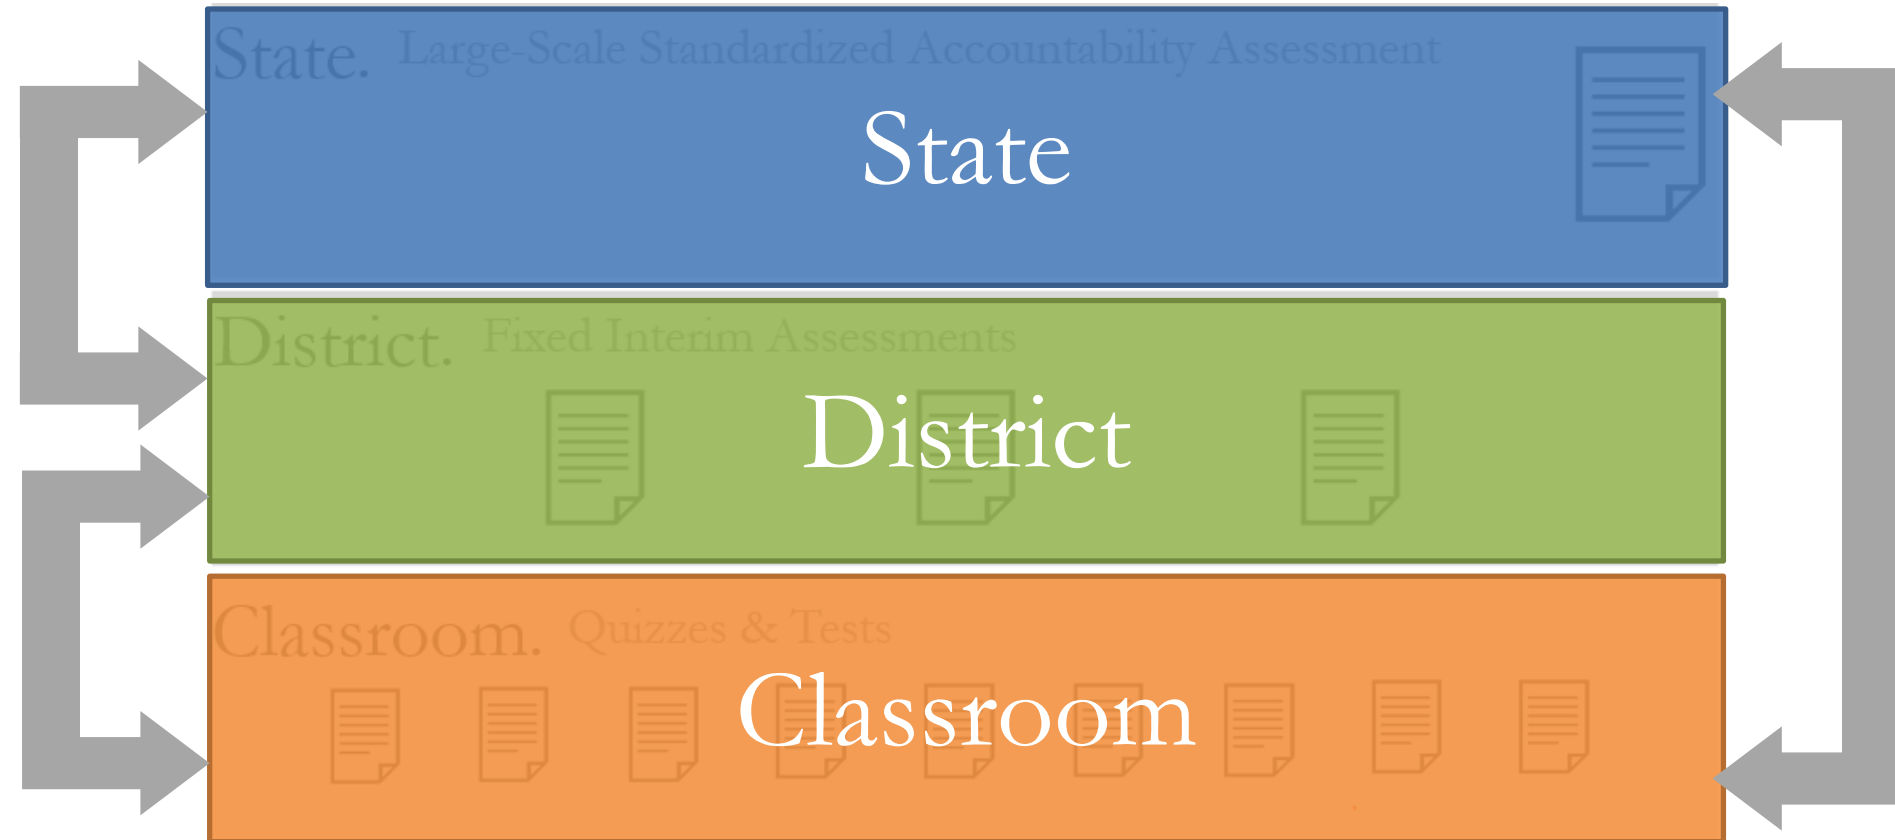 State. Large-Scale Standardized Accountability Assessment
State
District. Fixed Interim Assessments
District
Classroom. Quizzes & Tests
Classroom